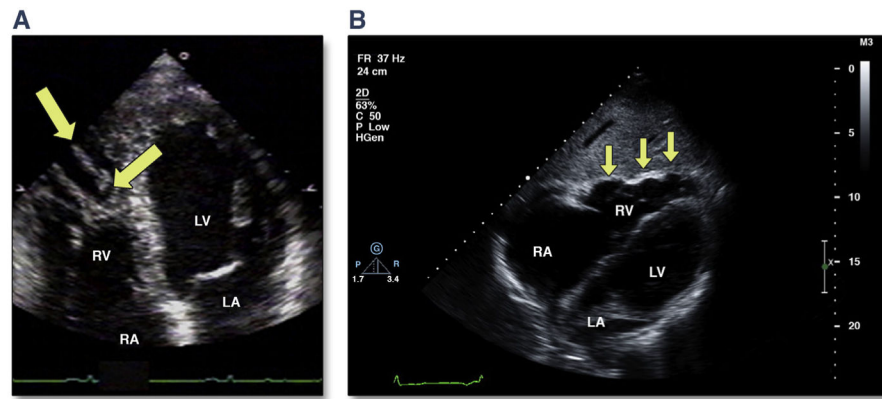 A
RV
LV
LA
RA
B
FR 37 Hz
24 cm
2D
63%
C 50
P Low
HGen
M3
0
5
10
15
20
X
G
P
R
1.7
3.4
RV
RA
LV
LA